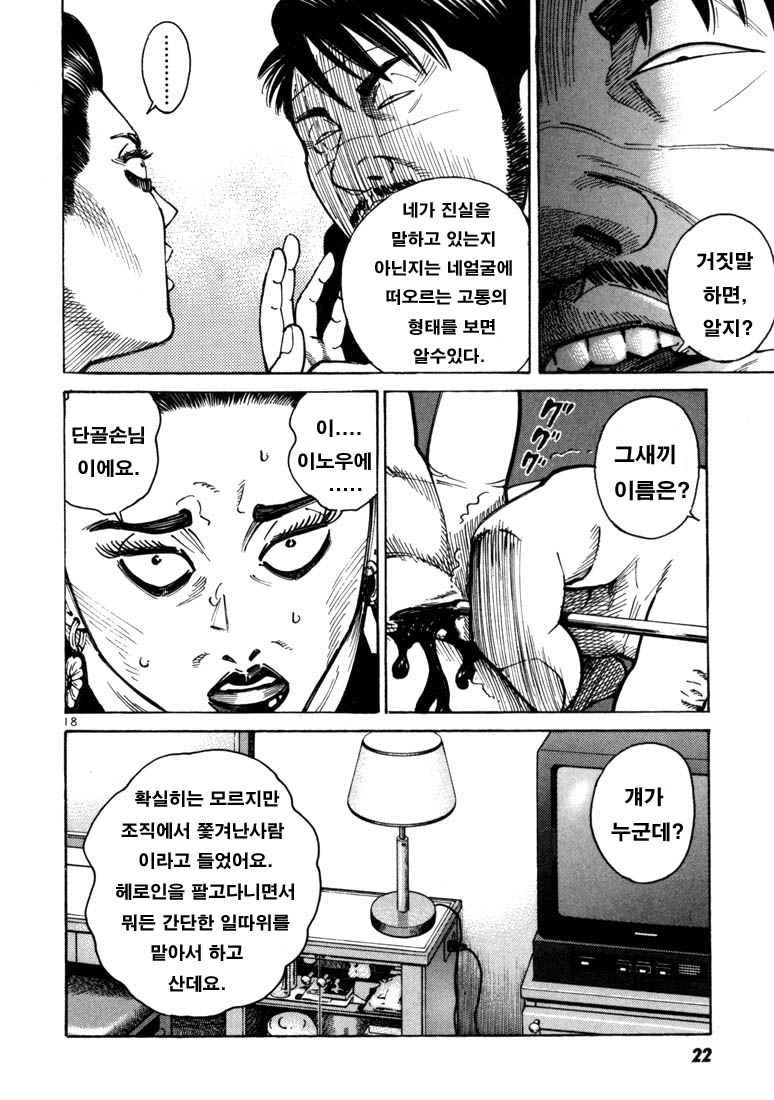 거짓말
하면,
알지?
네가 진실을
말하고 있는지
아닌지는 네얼굴에
떠오르는 고통의
형태를 보면
알수있다.
..........
그새끼
이름은?
グググ
이....
이노우에
.....
단골손님
이에요.
18
걔가
누군데?
확실히는 모르지만
조직에서 쫓겨난사람
이라고 들었어요.
헤로인을 팔고다니면서
뭐든 간단한 일따위를
맡아서 하고
산데요.
22